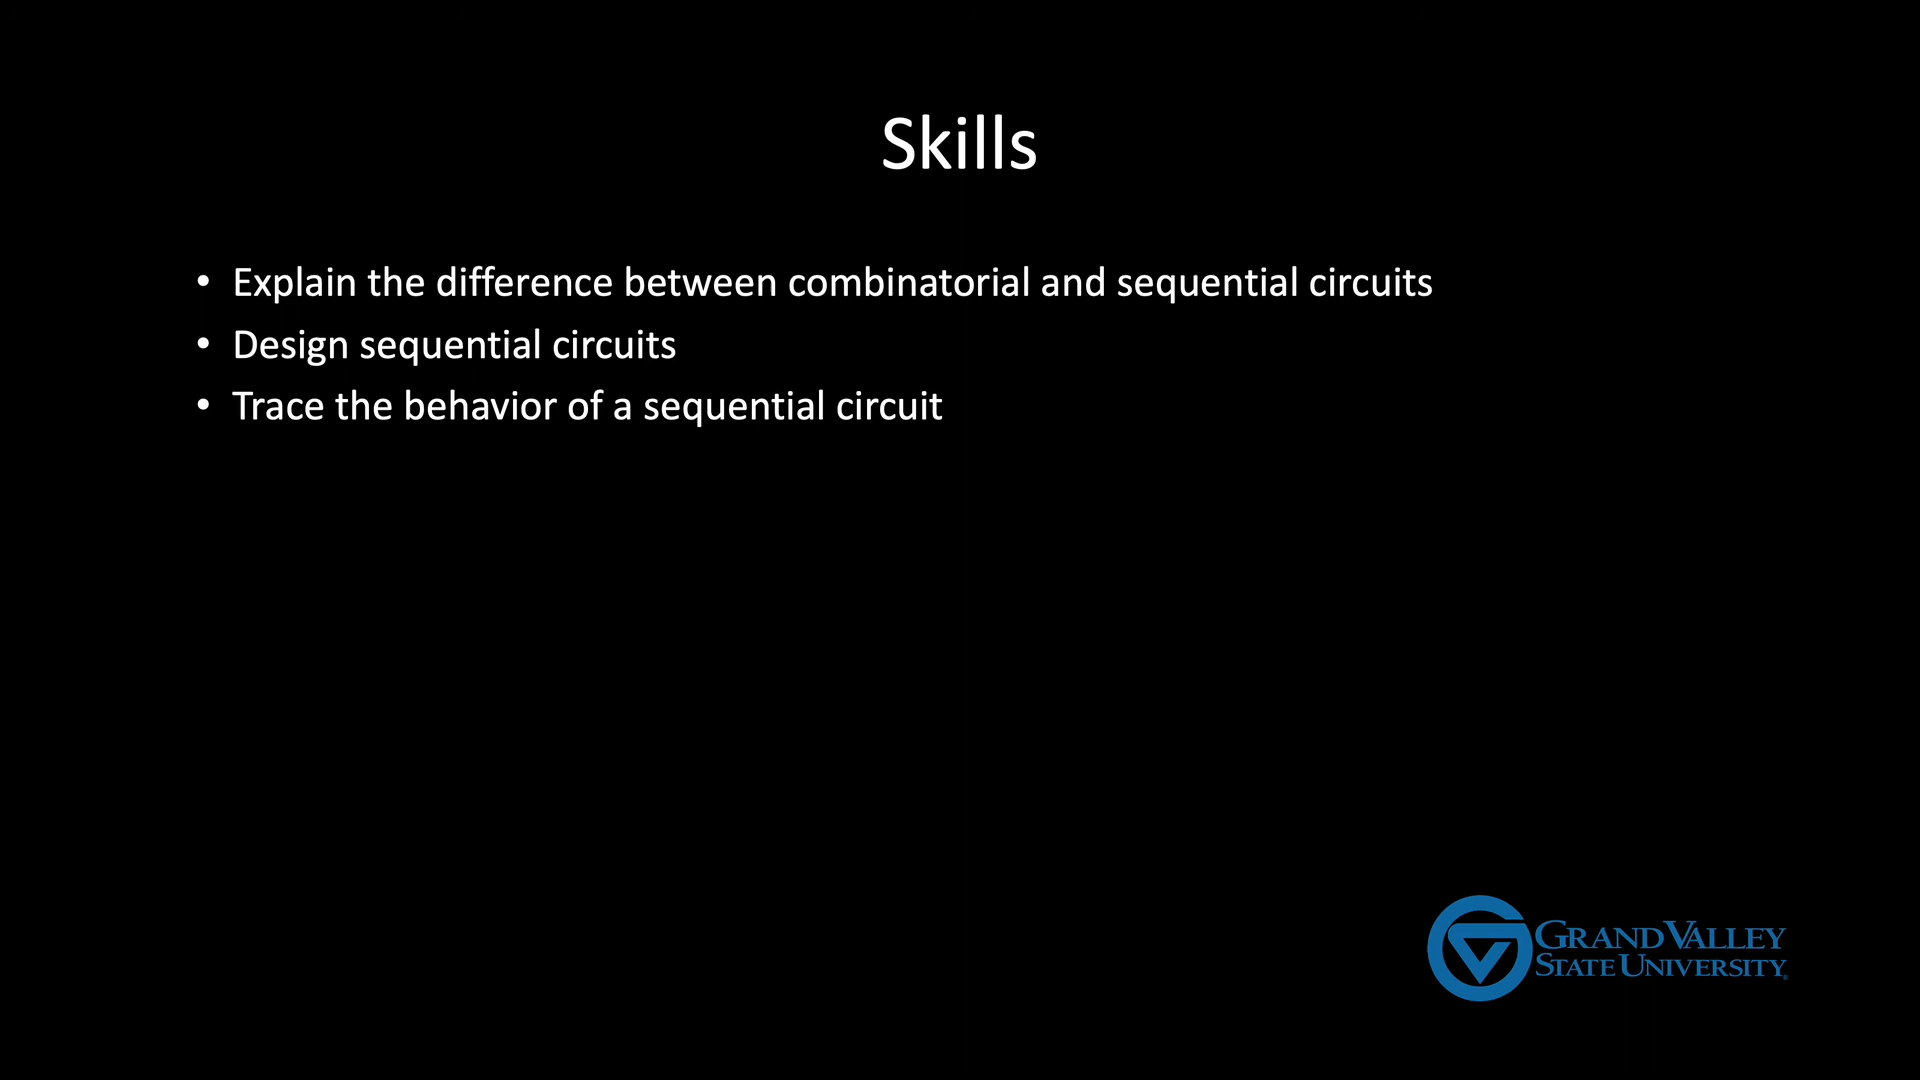 Skills
• Explain the difference between combinatorial and sequential circuits
• Design sequential circuits
• Trace the behavior of a sequential circuit
GRAND VALLEY
STATE UNIVERSITY